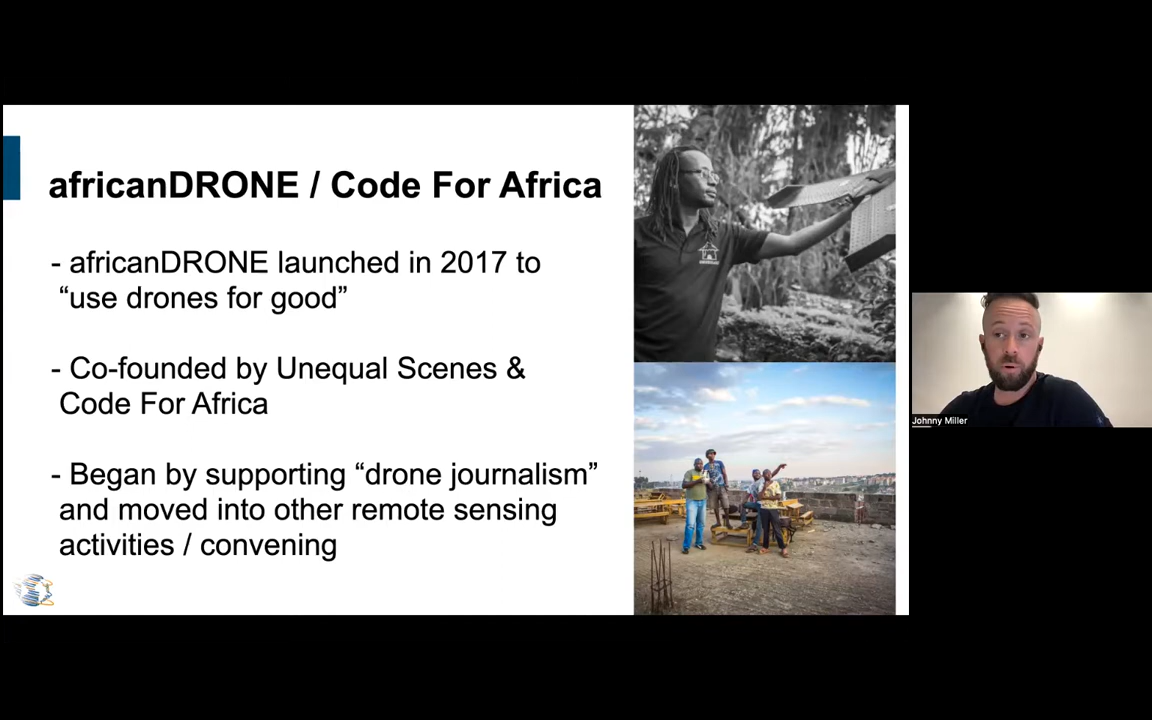 africanDRONE / Code For Africa
- africanDRONE launched in 2017 to
“use drones for good”
- Co-founded by Unequal Scenes &
Code For Africa
- Began by supporting “drone journalism”
and moved into other remote sensing
activities / convening
Johnny Miller